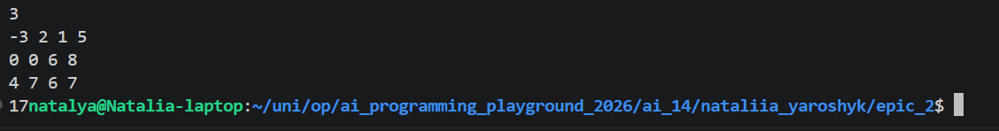 3
-3 2 1 5
0 0 6 8
4 7 6 7
17natalya@Natalia-laptop:~/uni/op/ai_programming_playground_2026/ai_14/nataliia_yaroshyk/epic_2$